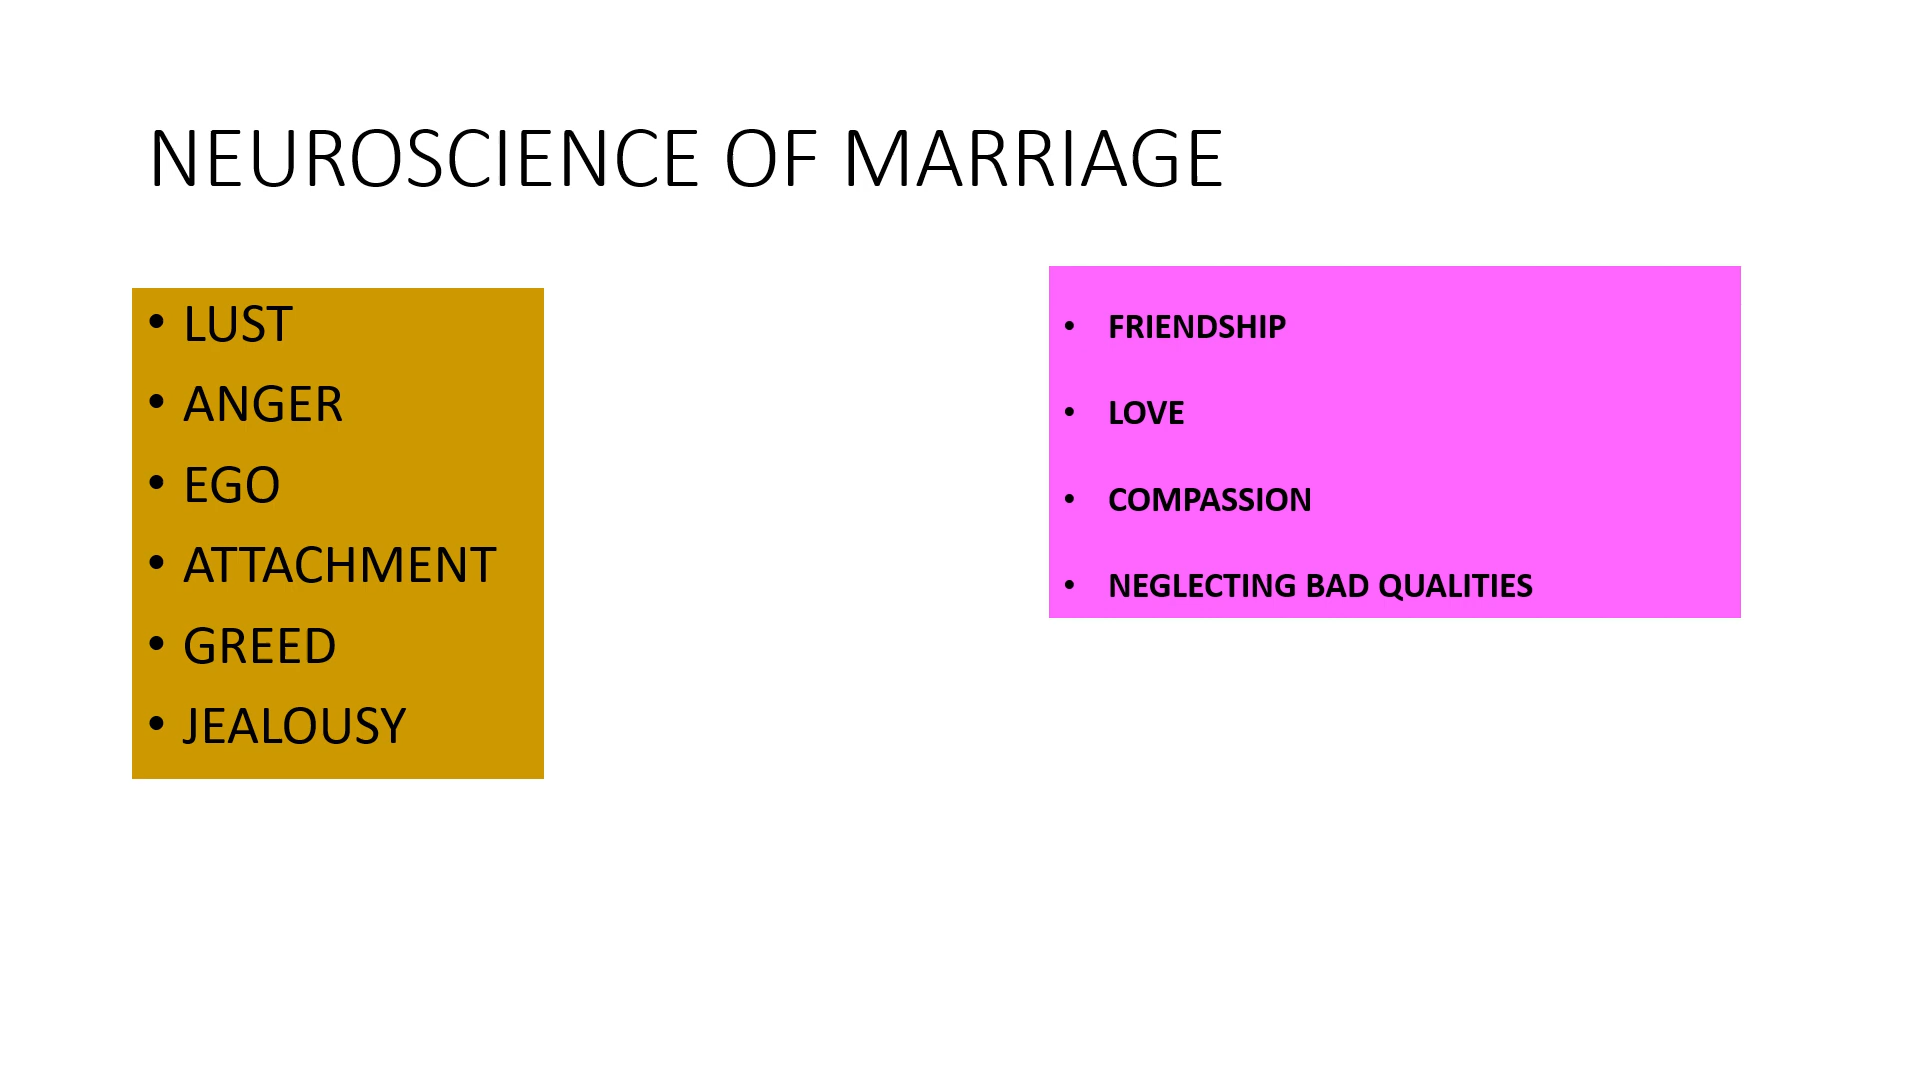 NEUROSCIENCE OF MARRIAGE
• LUST
• ANGER
• EGO
• ATTACHMENT
• GREED
• JEALOUSY
• FRIENDSHIP
• LOVE
• COMPASSION
• NEGLECTING BAD QUALITIES